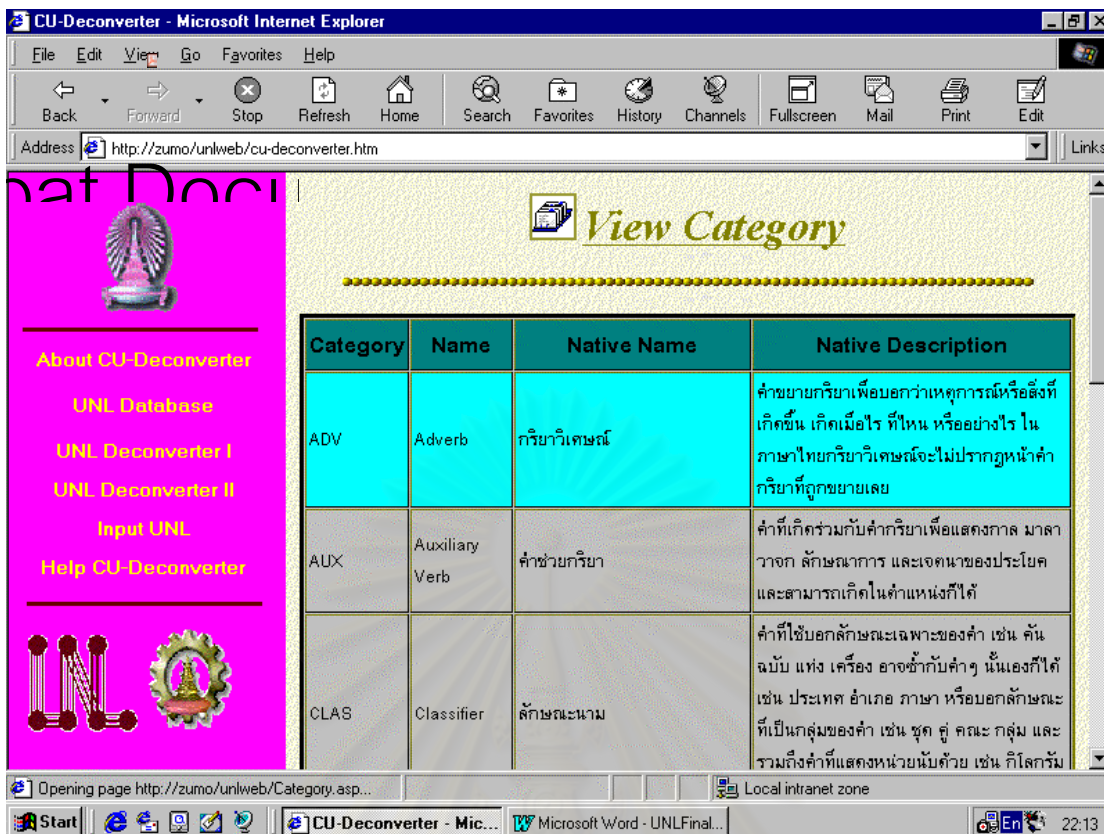 CU-Deconverter - Microsoft Internet Explorer
File Edit View Go Favorites Help
Back Forward Stop Refresh Home Search Favorites History Channels Fullscreen Mail Print Edit
Address http://zumo/unlweb/cu-deconverter.htm Links
View Category
About CU-Deconverter
UNL Database
UNL Deconverter I
UNL Deconverter II
Input UNL
Help CU-Deconverter
UNL
Category Name Native Name Native Description
ADV Adverb กริยาวิเศษณ์ คำขยายกริยาเพื่อบอกว่าเหตุการณ์หรือสิ่งที่
เกิดขึ้น เกิดเมื่อไร ที่ไหน หรืออย่างไร ใน
ภาษาไทยกริยาวิเศษณ์จะไม่ปรากฏหน้าคำ
กริยาที่ถูกขยายเลย
AUX Auxiliary Verb คำช่วยกริยา คำที่เกิดร่วมกับคำกริยาเพื่อแสดงกาล มาลา
วาจก ลักษณาการ และเจตนาของประโยค
และสามารถเกิดในตำแหน่งก็ได้
CLAS Classifier ลักษณะนาม คำที่ใช้บอกลักษณะเฉพาะของคำ เช่น คัน
ฉบับ แท่ง เครื่อง อาจซ้ำกับคำๆ นั้นเองก็ได้
เช่น ประเทศ อำเภอ ภาษา หรือบอกลักษณะ
ที่เป็นกลุ่มของคำ เช่น ชุด คู่ คณะ กลุ่ม และ
รวมถึงคำที่แสดงหน่วยนับด้วย เช่น กิโลกรัม
Opening page http://zumo/unlweb/Category.asp... Local intranet zone
Start CU-Deconverter - Mic... Microsoft Word - UNLFinal... En 22:13